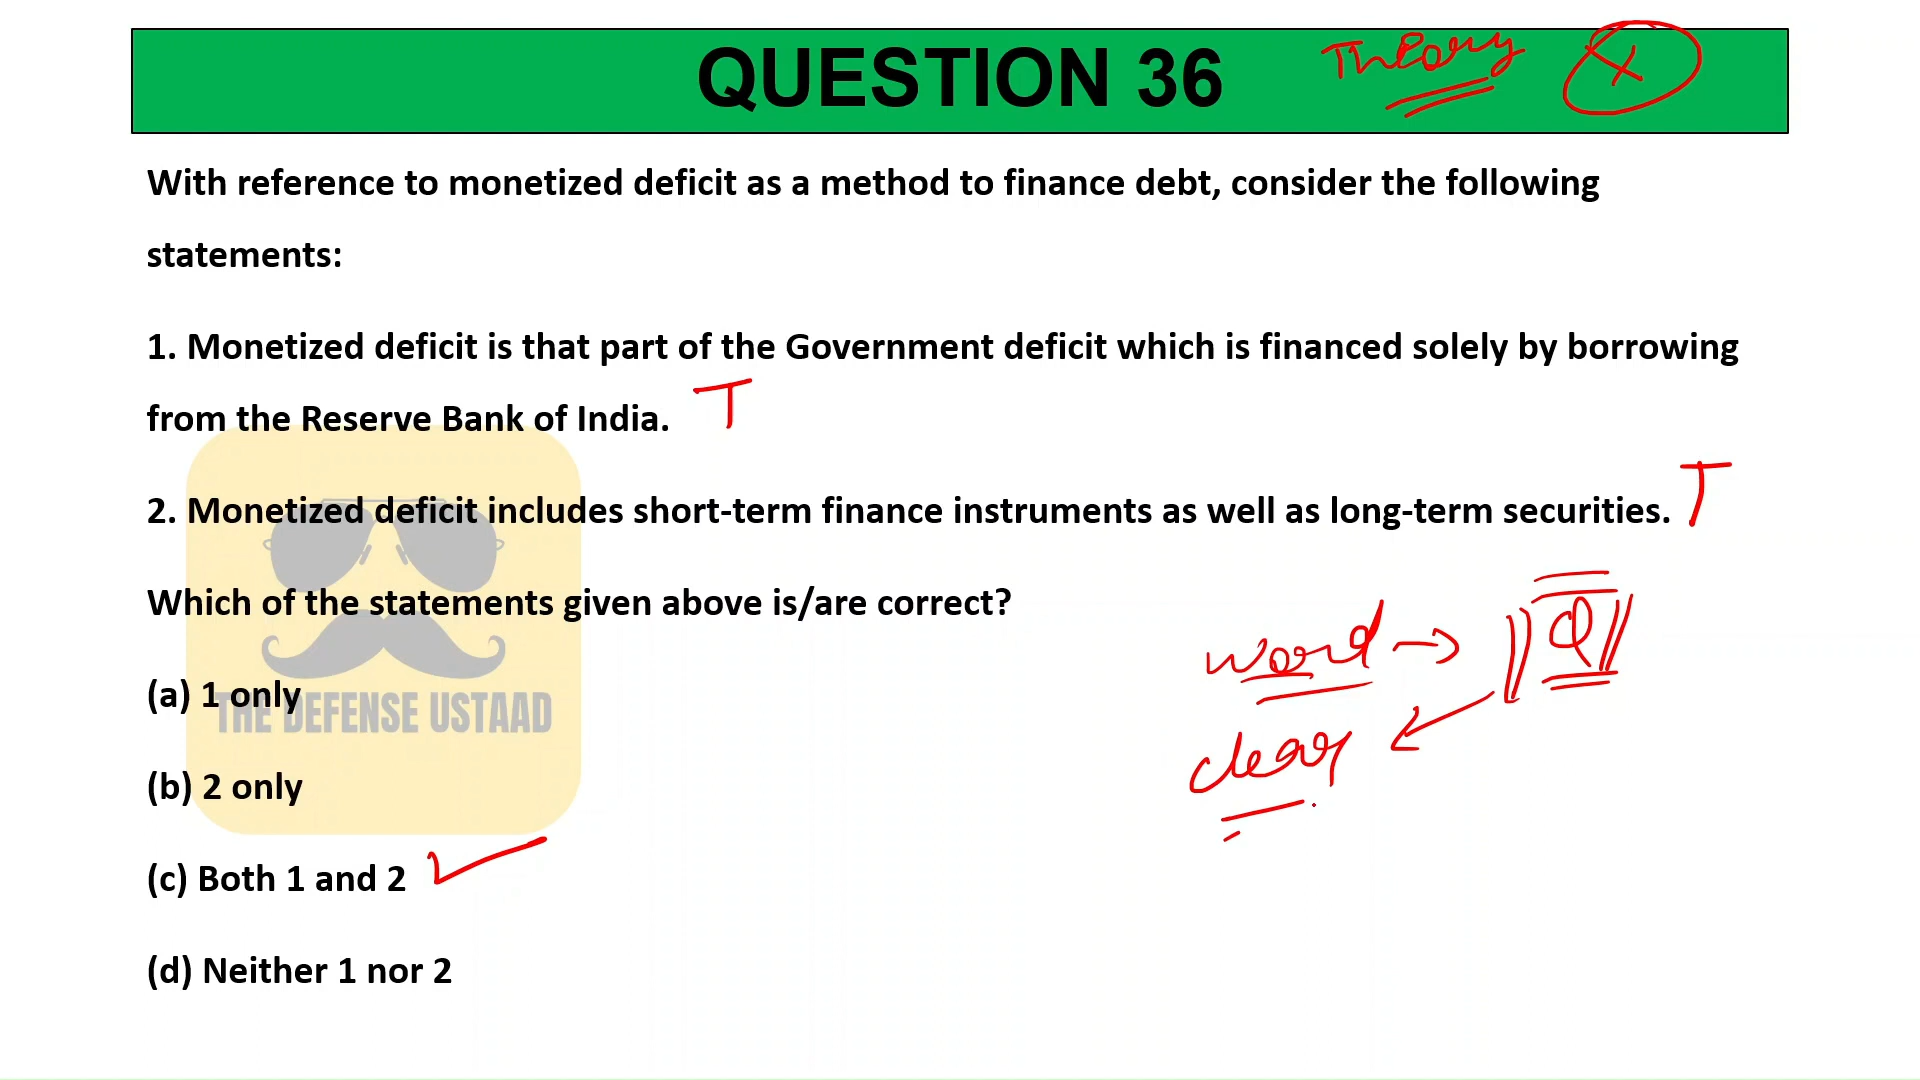 QUESTION 36 Theory X
With reference to monetized deficit as a method to finance debt, consider the following
statements:
1. Monetized deficit is that part of the Government deficit which is financed solely by borrowing
from the Reserve Bank of India. T
2. Monetized deficit includes short-term finance instruments as well as long-term securities. T
Which of the statements given above is/are correct?
word → Q
(a) 1 only
THE DEFENSE USTAAD
clear
(b) 2 only
(c) Both 1 and 2
(d) Neither 1 nor 2